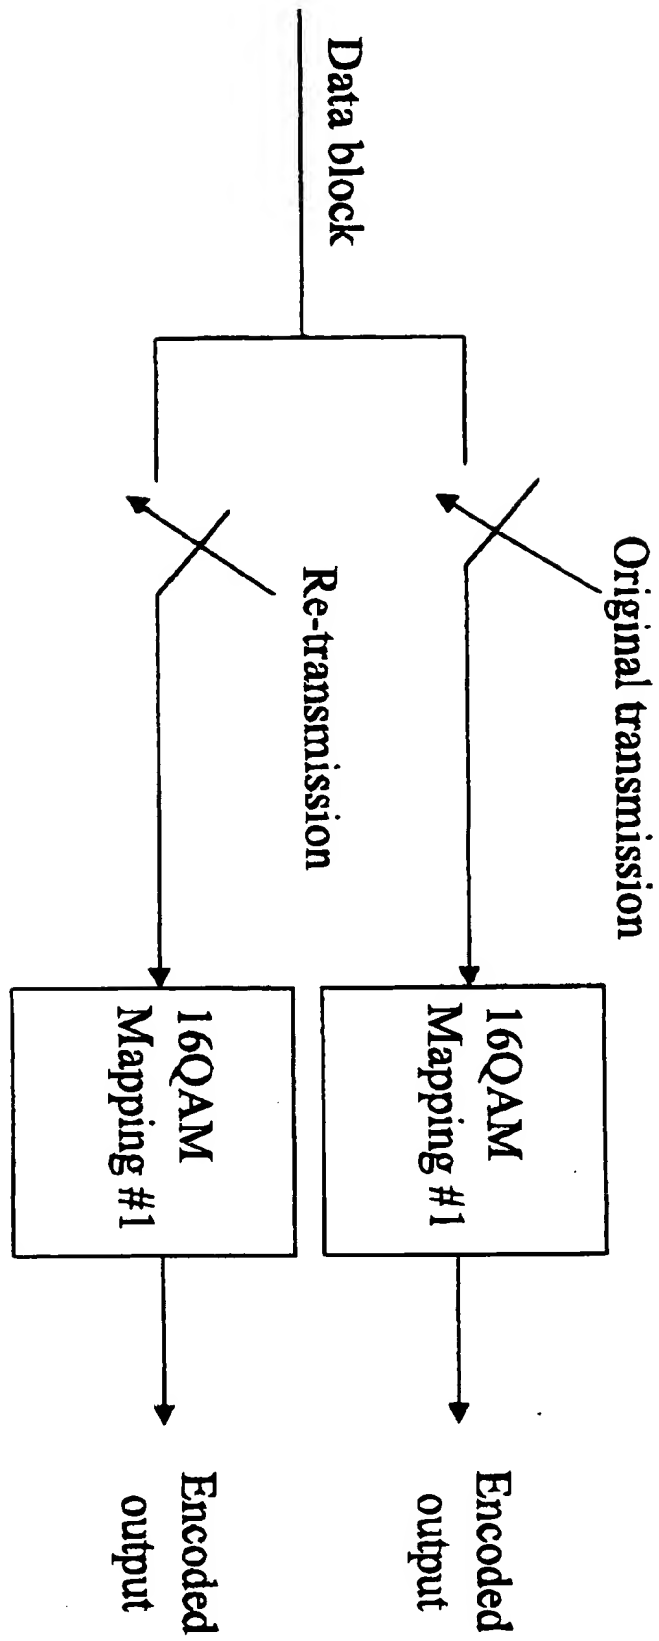 Data block
Original transmission
16QAM
Mapping #1
Encoded
output
Re-transmission
16QAM
Mapping #1
Encoded
output